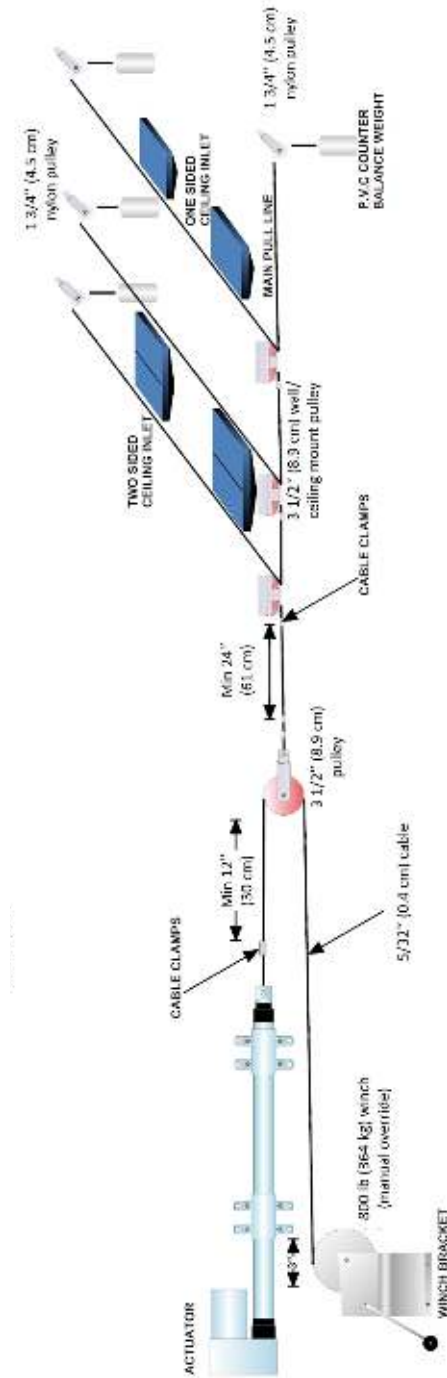 ACTUATOR
3"
WINCH BRACKET
800 lb (364 kg) winch
(manual override)
CABLE CLAMPS
Min 12"
(30 cm)
5/32" (0.4 cm) cable
3 1/2" (8.9 cm)
pulley
Min 24"
(61 cm)
CABLE CLAMPS
TWO SIDED
CEILING INLET
3 1/2" (8.9 cm) wall/
ceiling mount pulley
1 3/4" (4.5 cm)
nylon pulley
ONE SIDED
CEILING INLET
MAIN PULL LINE
1 3/4" (4.5 cm)
nylon pulley
P.V.C COUNTER
BALANCE WEIGHT